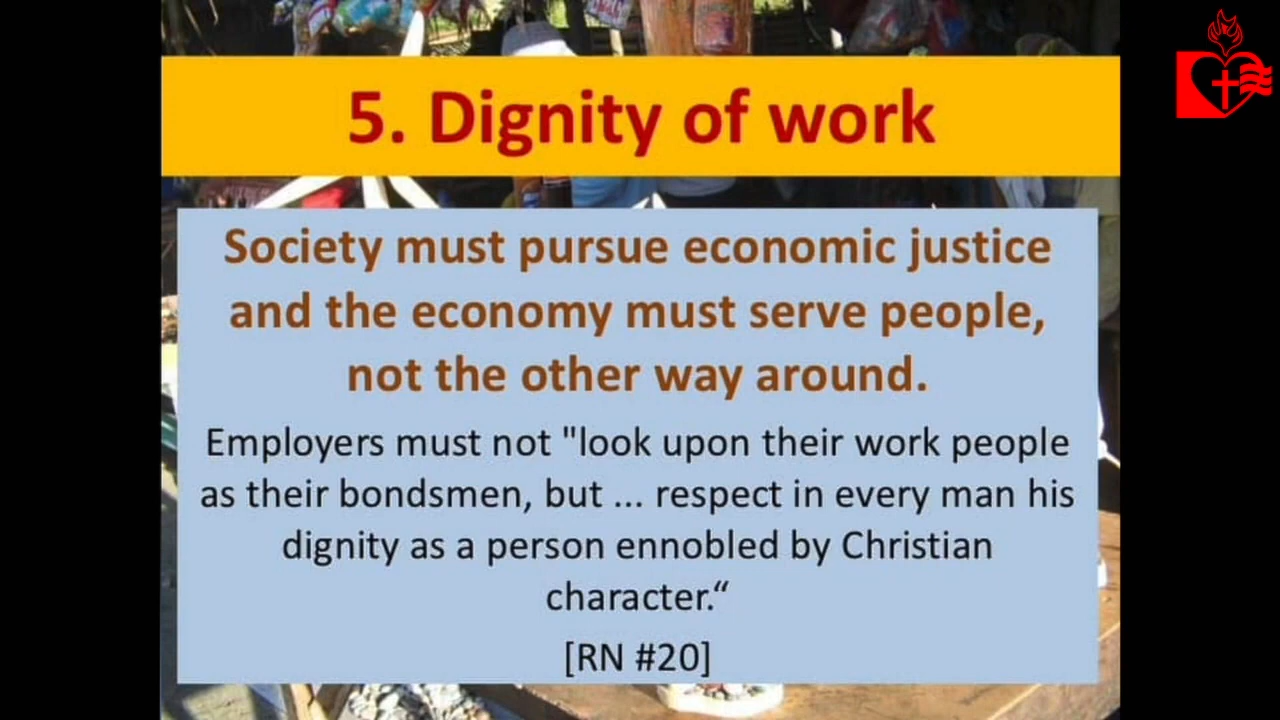 5. Dignity of work
Society must pursue economic justice
and the economy must serve people,
not the other way around.
Employers must not "look upon their work people
as their bondsmen, but ... respect in every man his
dignity as a person ennobled by Christian
character.“
[RN #20]